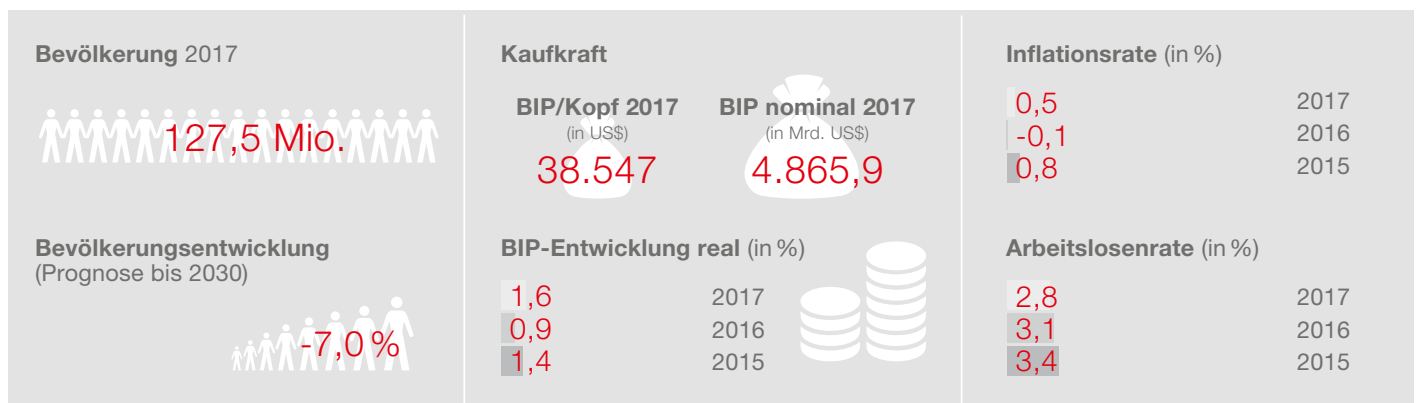 Bevölkerung 2017
127,5 Mio.
Bevölkerungsentwicklung
(Prognose bis 2030)
-7,0 %
Kaufkraft
BIP/Kopf 2017
(in US$)
38.547
BIP nominal 2017
(in Mrd. US$)
4.865,9
BIP-Entwicklung real (in %)
1,6 2017
0,9 2016
1,4 2015
Inflationsrate (in %)
0,5 2017
-0,1 2016
0,8 2015
Arbeitslosenrate (in %)
2,8 2017
3,1 2016
3,4 2015